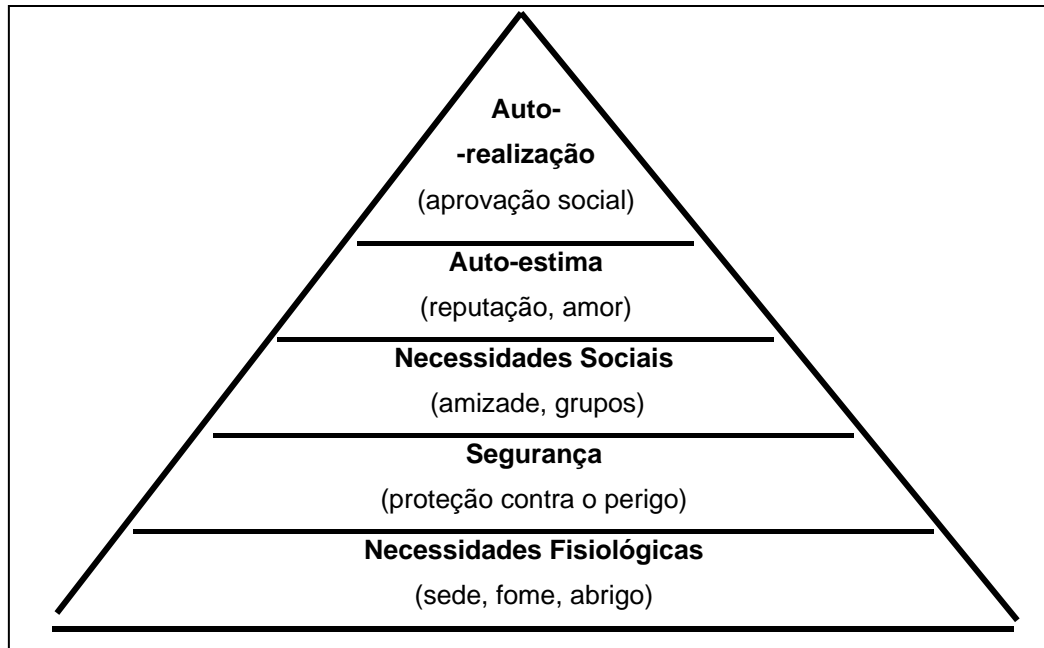 Auto-
-realização
(aprovação social)
Auto-estima
(reputação, amor)
Necessidades Sociais
(amizade, grupos)
Segurança
(proteção contra o perigo)
Necessidades Fisiológicas
(sede, fome, abrigo)